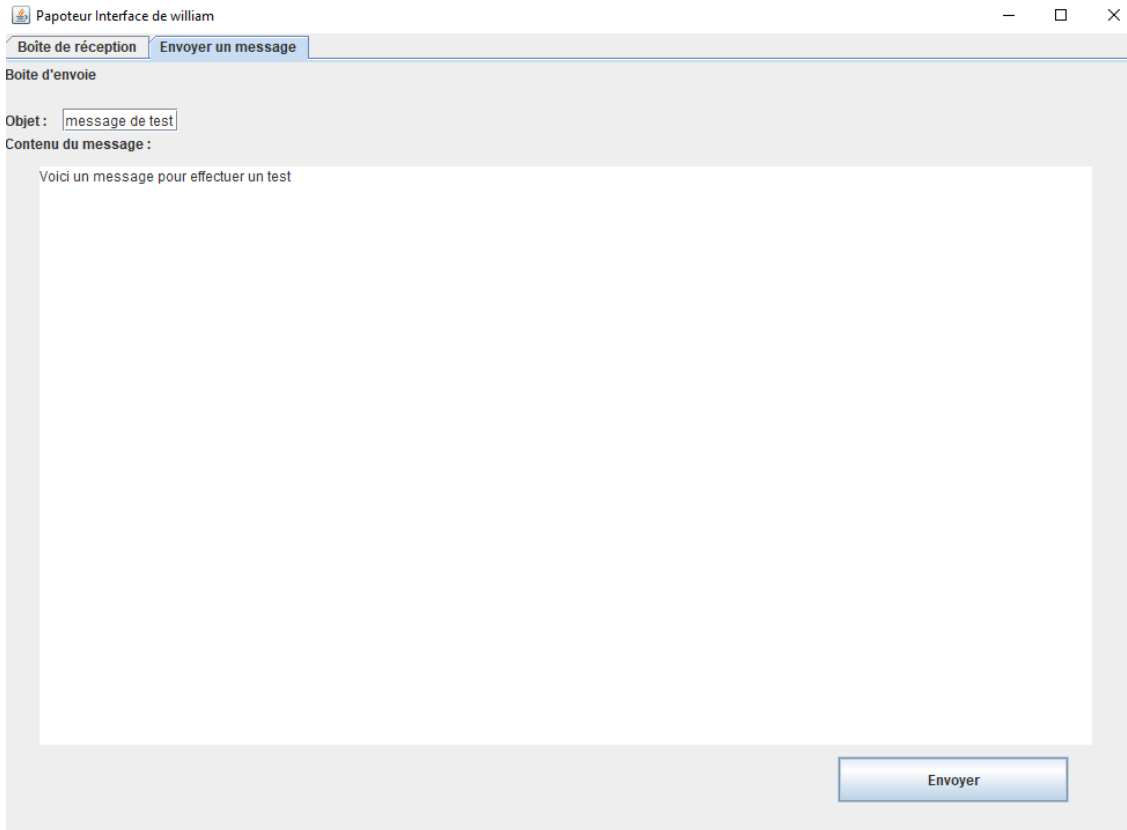 Papoteur Interface de william
Boîte de réception Envoyer un message
Boite d'envoie
Objet : message de test
Contenu du message :
Voici un message pour effectuer un test
Envoyer